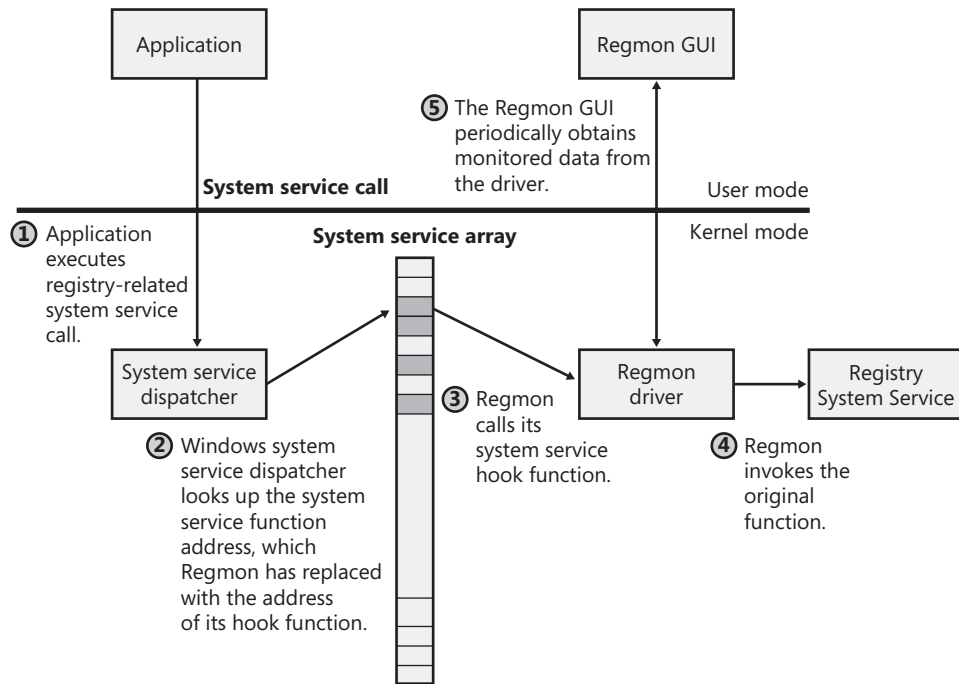 Application
Regmon GUI
5 The Regmon GUI
periodically obtains
monitored data from
the driver.
System service call
User mode
Kernel mode
1 Application
executes
registry-related
system service
call.
System service array
System service
dispatcher
Regmon
driver
Registry
System Service
2 Windows system
service dispatcher
looks up the system
service function
address, which
Regmon has replaced
with the address
of its hook function.
3 Regmon
calls its
system service
hook function.
4 Regmon
invokes the
original
function.